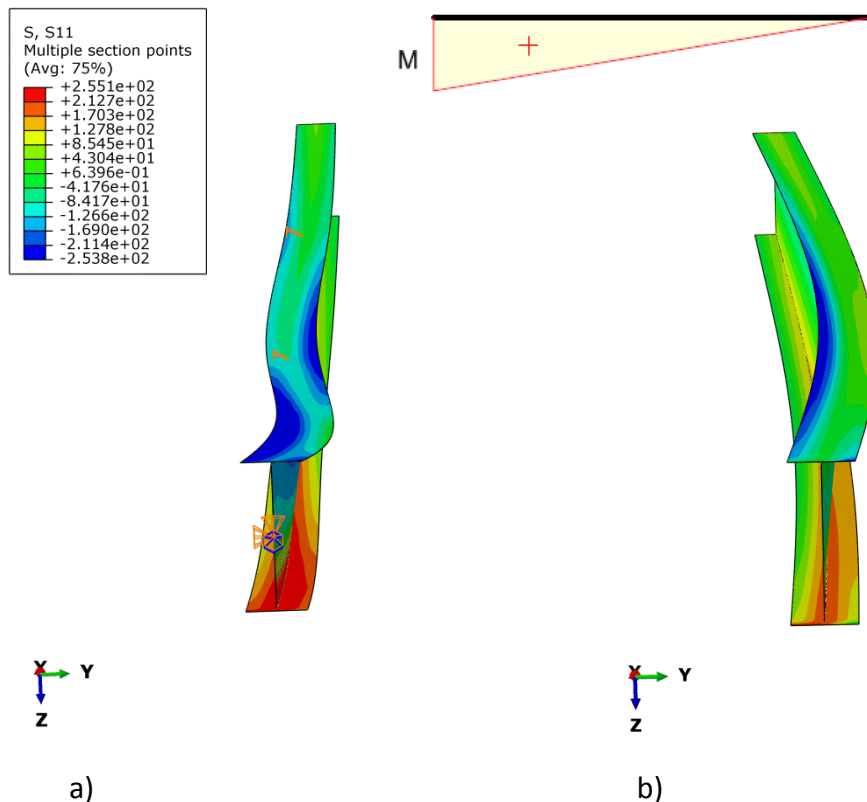 S, S11
Multiple section points
(Avg: 75%)
+2.551e+02
+2.127e+02
+1.703e+02
+1.278e+02
+8.545e+01
+4.304e+01
+6.396e-01
-4.176e+01
-8.417e+01
-1.266e+02
-1.690e+02
-2.114e+02
-2.538e+02
M
X
Y
Z
X
Y
Z
a)
b)